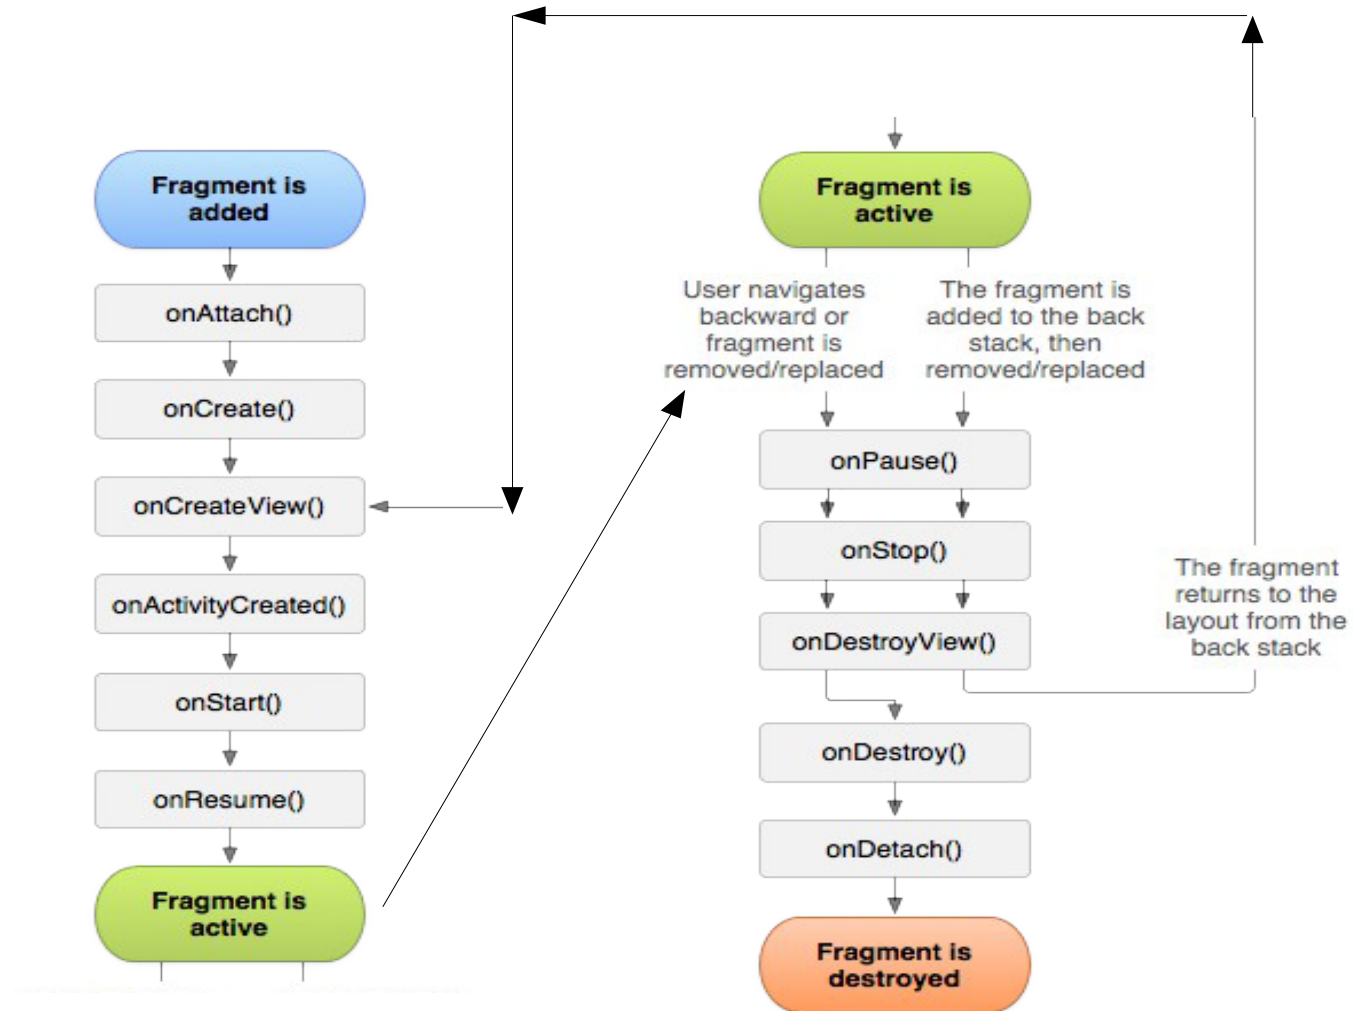 Fragment is
added
onAttach()
onCreate()
onCreateView()
onActivityCreated()
onStart()
onResume()
Fragment is
active
Fragment is
active
User navigates
backward or
fragment is
removed/replaced
The fragment is
added to the back
stack, then
removed/replaced
onPause()
onStop()
onDestroyView()
The fragment
returns to the
layout from the
back stack
onDestroy()
onDetach()
Fragment is
destroyed